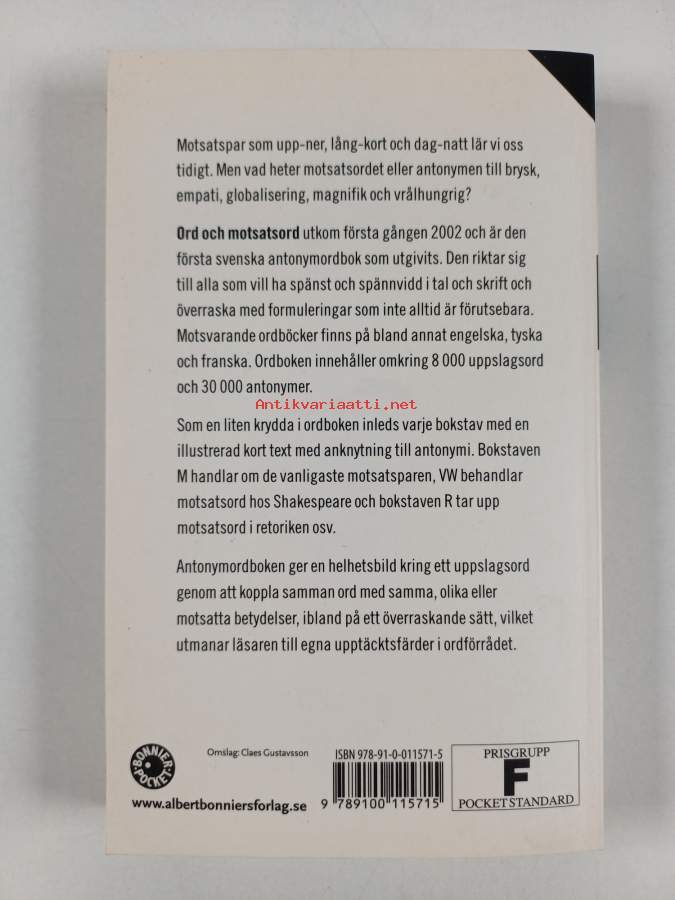 Motsatspar som upp-ner, lång-kort och dag-natt lär vi oss
tidigt. Men vad heter motsatsordet eller antonymen till brysk,
empati, globalisering, magnifik och vrålhungrig?
Ord och motsatsord utkom första gången 2002 och är den
första svenska antonymordbok som utgivits. Den riktar sig
till alla som vill ha spänst och spännvidd i tal och skrift och
överraska med formuleringar som inte alltid är förutsebara.
Motsvarande ordböcker finns på bland annat engelska, tyska
och franska. Ordboken innehåller omkring 8 000 uppslagsord
och 30 000 antonymer.
Antikvariaatti.net
Som en liten krydda i ordboken inleds varje bokstav med en
illustrerad kort text med anknytning till antonymi. Bokstaven
M handlar om de vanligaste motsatsparen, VW behandlar
motsatsord hos Shakespeare och bokstaven R tar upp
motsatsord i retoriken osv.
Antonymordboken ger en helhetsbild kring ett uppslagsord
genom att koppla samman ord med samma, olika eller
motsatta betydelser, ibland på ett överraskande sätt, vilket
utmanar läsaren till egna upptäcktsfärder i ordförrådet.
BONNIER POCKET
Omslag: Claes Gustavsson
www.albertbonniersforlag.se
ISBN 978-91-0-011571-5
9 789100 115715
PRISGRUPP
F
POCKET STANDARD